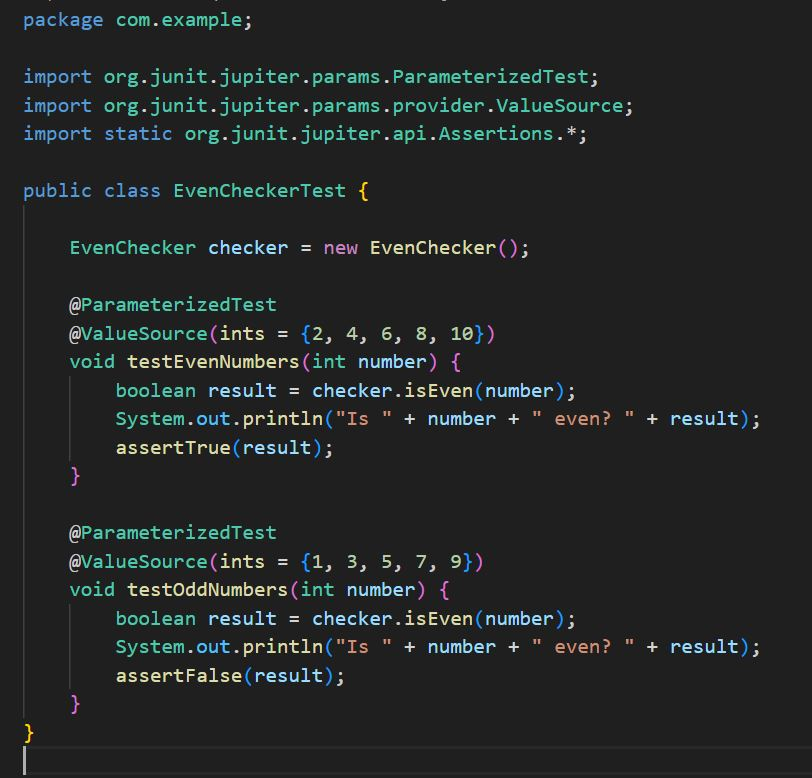 package com.example;
import org.junit.jupiter.params.ParameterizedTest;
import org.junit.jupiter.params.provider.ValueSource;
import static org.junit.jupiter.api.Assertions.*;
public class EvenCheckerTest {
EvenChecker checker = new EvenChecker();
@ParameterizedTest
@ValueSource(ints = {2, 4, 6, 8, 10})
void testEvenNumbers(int number) {
boolean result = checker.isEven(number);
System.out.println("Is " + number + " even? " + result);
assertTrue(result);
}
@ParameterizedTest
@ValueSource(ints = {1, 3, 5, 7, 9})
void testOddNumbers(int number) {
boolean result = checker.isEven(number);
System.out.println("Is " + number + " even? " + result);
assertFalse(result);
}
}